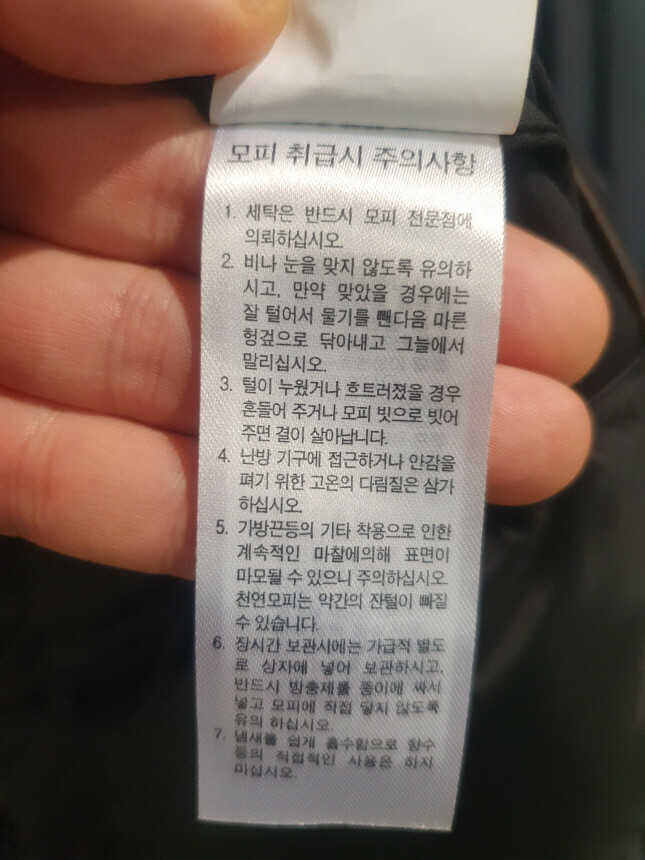 모피 취급시 주의사항
1. 세탁은 반드시 모피 전문점에
의뢰하십시오.
2. 비나 눈을 맞지 않도록 유의하
시고, 만약 맞았을 경우에는
잘 털어서 물기를 뺀다음 마른
헝겊으로 닦아내고 그늘에서
말리십시오.
3. 털이 누웠거나 흐트러졌을 경우
흔들어 주거나 모피 빗으로 빗어
주면 결이 살아납니다.
4. 난방 기구에 접근하거나 안감을
펴기 위한 고온의 다림질은 삼가
하십시오.
5. 가방끈등의 기타 착용으로 인한
계속적인 마찰에의해 표면이
마모될 수 있으니 주의하십시오
천연모피는 약간의 잔털이 빠질
수 있습니다.
6. 장시간 보관시에는 가급적 별도
로 상자에 넣어 보관하시고,
반드시 방충제를 종이에 싸서
넣고 모피에 직접 닿지 않도록
유의 하십시오.
7. 냄새를 쉽게 흡수함으로 향수
등의 직접적인 사용은 하지
마십시오.